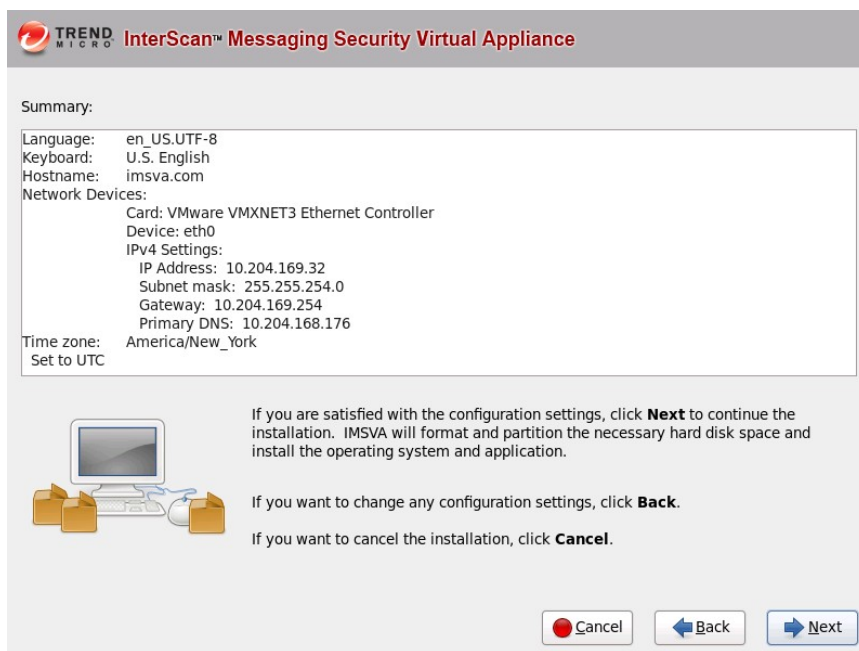 TREND MICRO InterScan™ Messaging Security Virtual Appliance
Summary:
Language: en_US.UTF-8
Keyboard: U.S. English
Hostname: imsva.com
Network Devices:
Card: VMware VMXNET3 Ethernet Controller
Device: eth0
IPv4 Settings:
IP Address: 10.204.169.32
Subnet mask: 255.255.254.0
Gateway: 10.204.169.254
Primary DNS: 10.204.168.176
Time zone: America/New_York
Set to UTC
If you are satisfied with the configuration settings, click Next to continue the
installation. IMSVA will format and partition the necessary hard disk space and
install the operating system and application.
If you want to change any configuration settings, click Back.
If you want to cancel the installation, click Cancel.
Cancel Back Next